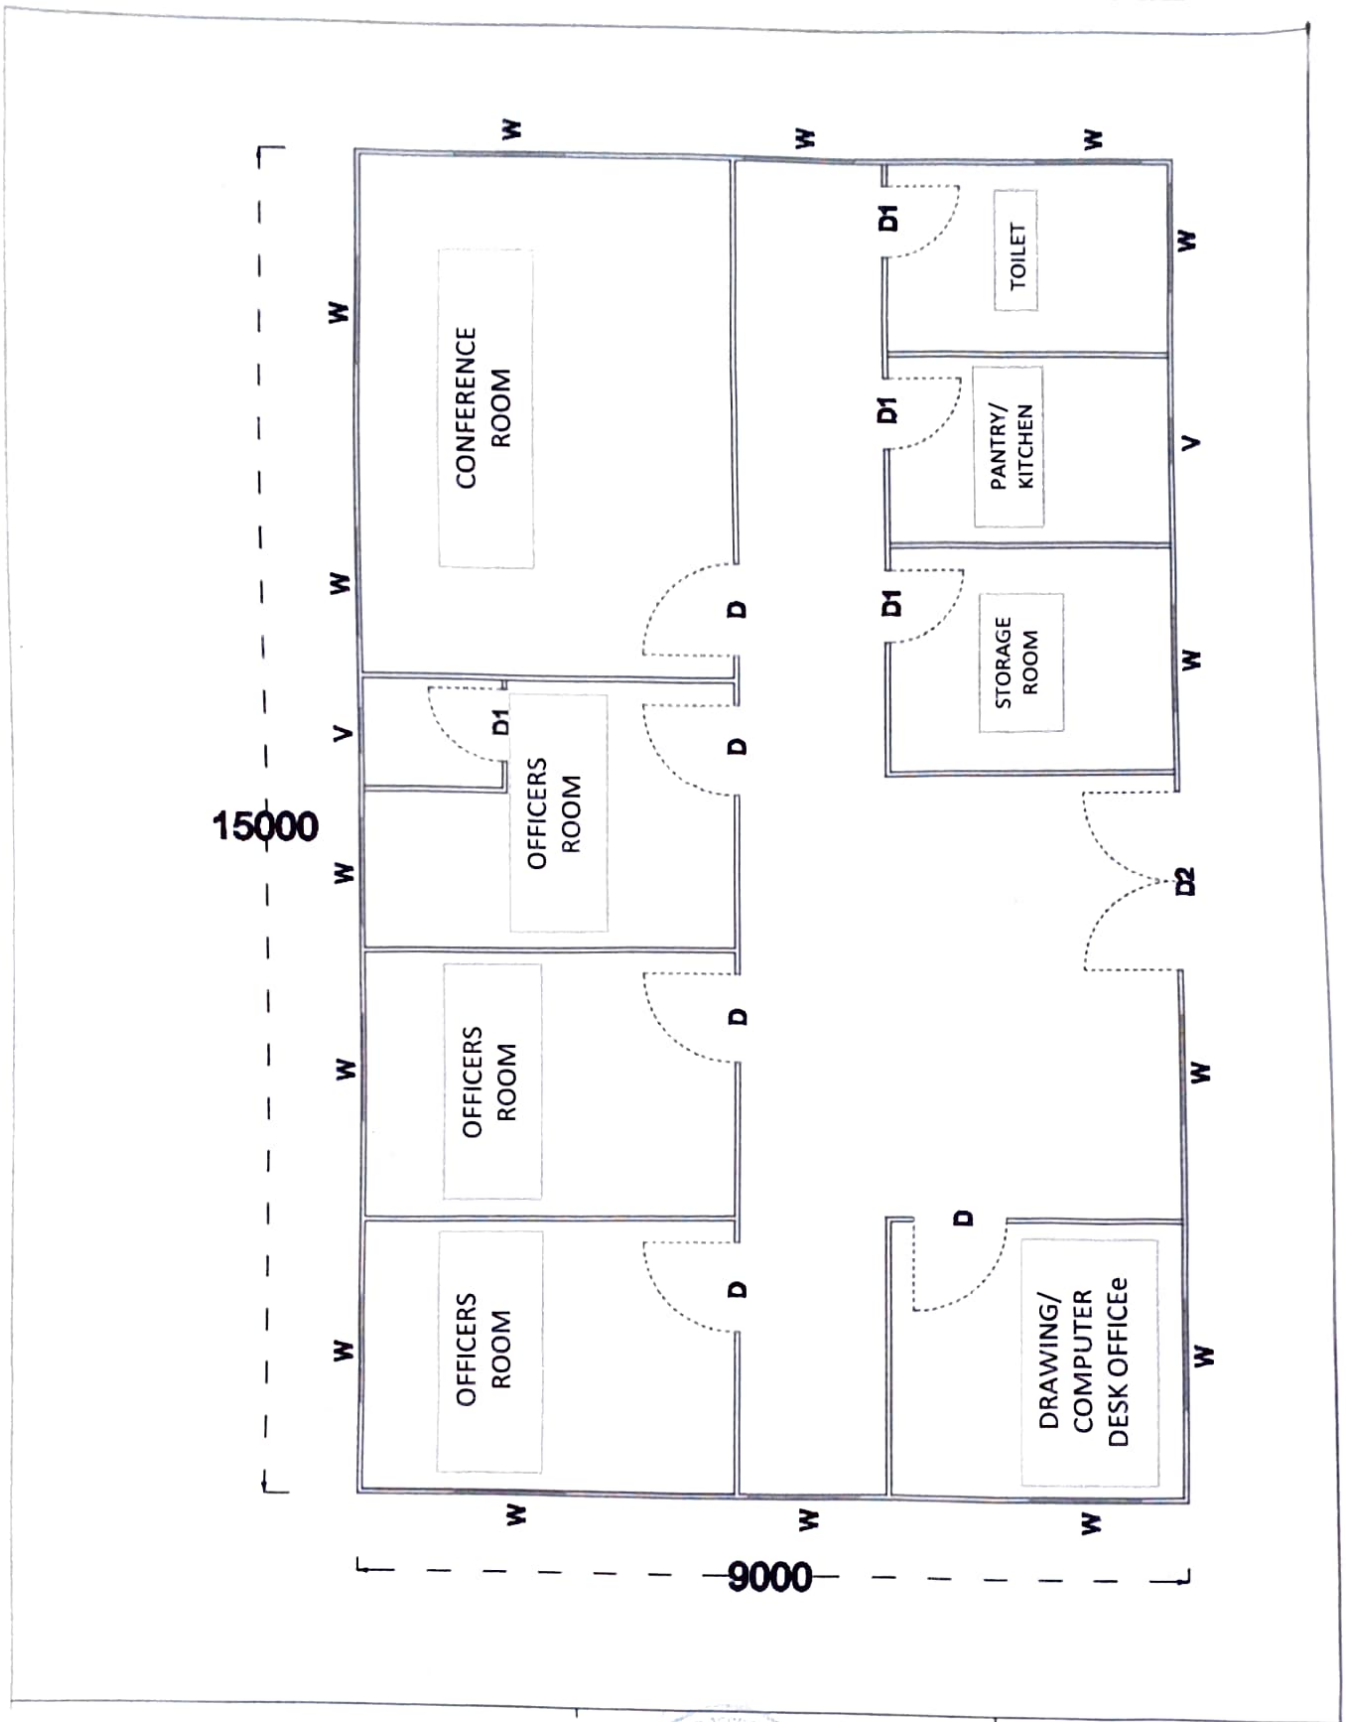 W
W
W
W
W
V
W
W
W
CONFERENCE
ROOM
D
D1
TOILET
D1
PANTRY/
KITCHEN
D1
STORAGE
ROOM
W
V
W
D1
OFFICERS
ROOM
D
15000
D2
OFFICERS
ROOM
D
W
OFFICERS
ROOM
D
D
DRAWING/
COMPUTER
DESK OFFICEe
W
W
W
W
9000